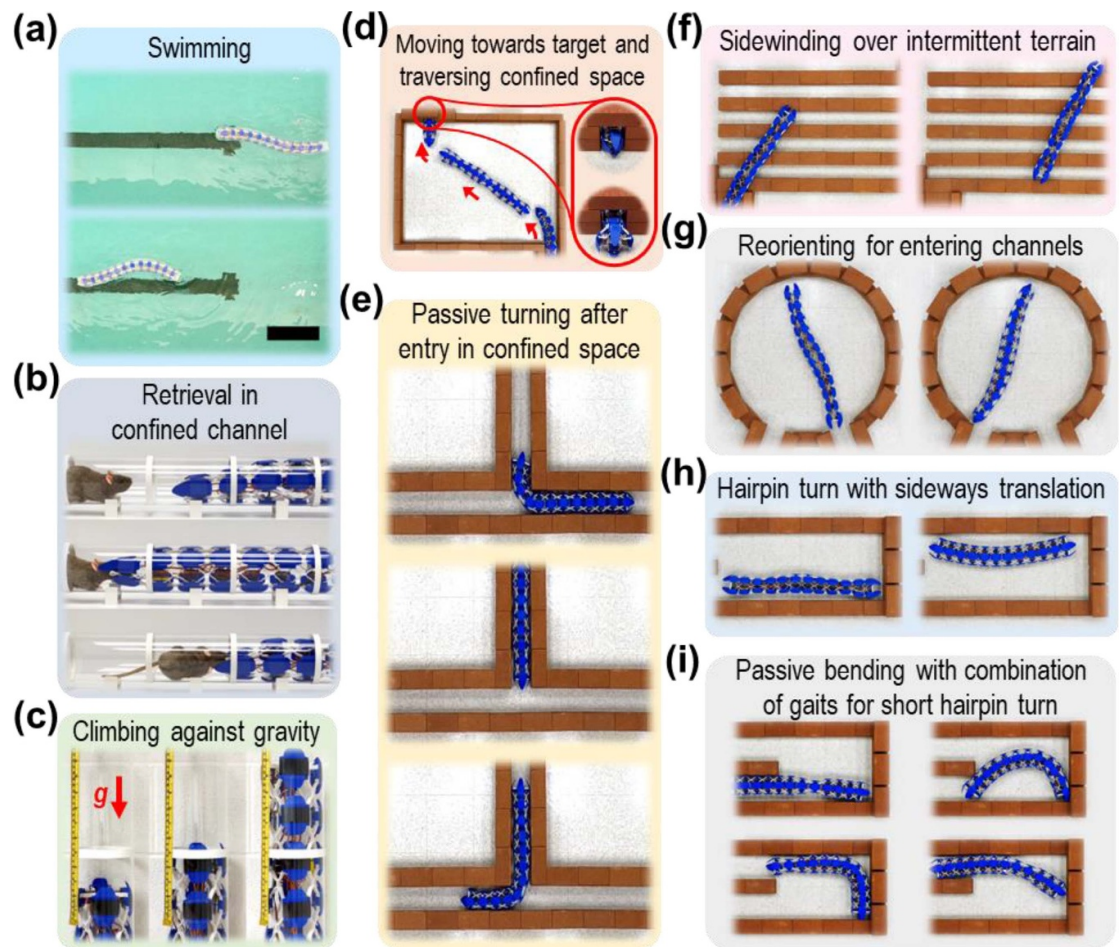 (a)
Swimming
(b)
Retrieval in
confined channel
(c)
Climbing against gravity
g
(d)
Moving towards target and
traversing confined space
(e)
Passive turning after
entry in confined space
(f)
Sidewinding over intermittent terrain
(g)
Reorienting for entering channels
(h)
Hairpin turn with sideways translation
(i)
Passive bending with combination
of gaits for short hairpin turn